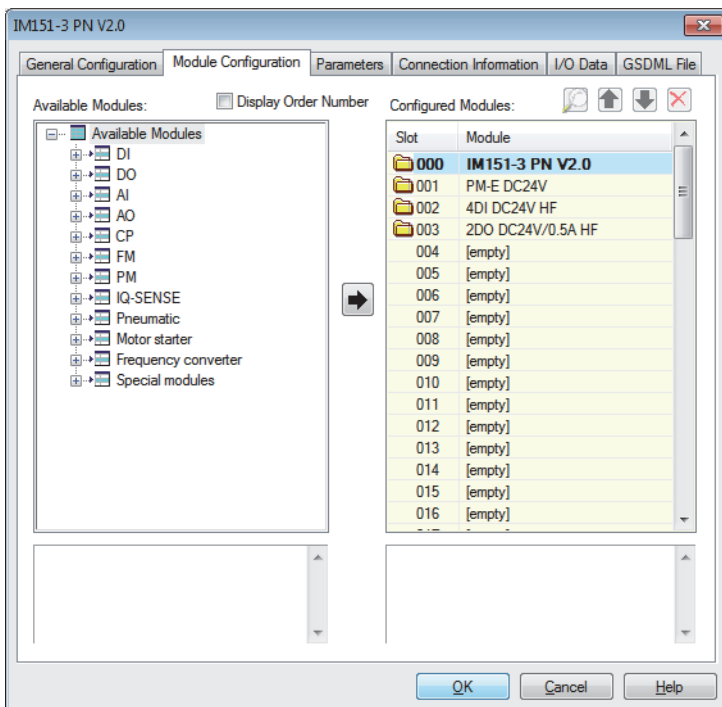 IM151-3 PN V2.0
General Configuration Module Configuration Parameters Connection Information I/O Data GSDML File
Available Modules: Display Order Number
Available Modules
DI
DO
AI
AO
CP
FM
PM
IQ-SENSE
Pneumatic
Motor starter
Frequency converter
Special modules
Configured Modules:
Slot Module
000 IM151-3 PN V2.0
001 PM-E DC24V
002 4DI DC24V HF
003 2DO DC24V/0.5A HF
004 [empty]
005 [empty]
006 [empty]
007 [empty]
008 [empty]
009 [empty]
010 [empty]
011 [empty]
012 [empty]
013 [empty]
014 [empty]
015 [empty]
016 [empty]
OK Cancel Help